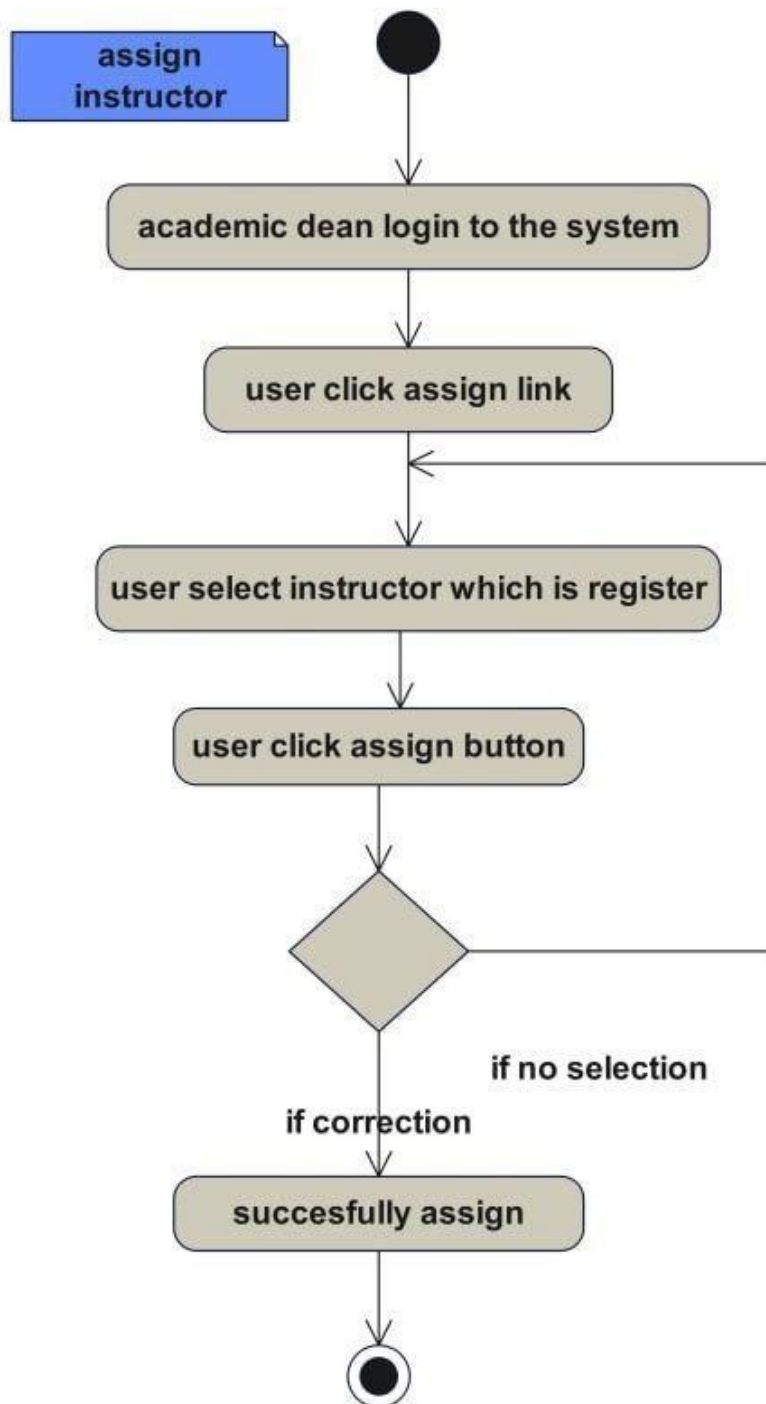 assign
instructor
academic dean login to the system
user click assign link
user select instructor which is register
user click assign button
if no selection
if correction
succesfully assign